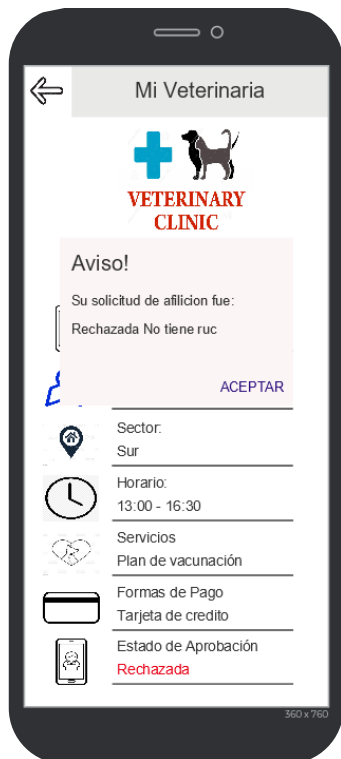 Mi Veterinaria
VETERINARY
CLINIC
Aviso!
Su solicitud de afilicion fue:
Rechazada No tiene ruc
ACEPTAR
Sector:
Sur
Horario:
13:00 - 16:30
Servicios
Plan de vacunación
Formas de Pago
Tarjeta de credito
Estado de Aprobación
Rechazada
360 x 760